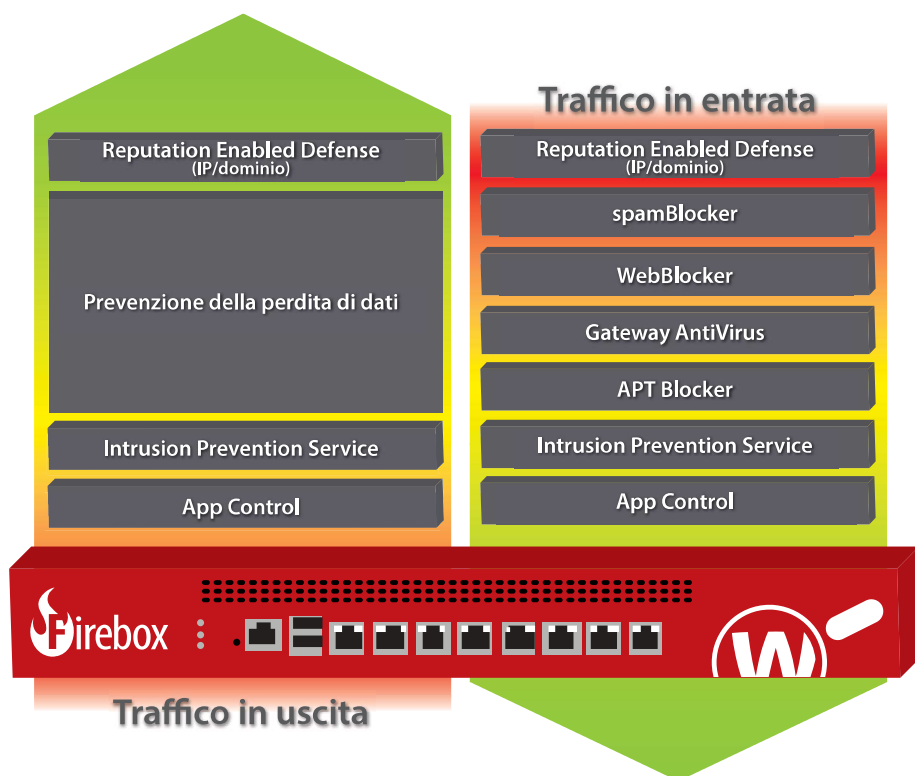 Reputation Enabled Defense
(IP/dominio)
Prevenzione della perdita di dati
Intrusion Prevention Service
App Control
Traffico in entrata
Reputation Enabled Defense
(IP/dominio)
spamBlocker
WebBlocker
Gateway AntiVirus
APT Blocker
Intrusion Prevention Service
App Control
Firebox
W
Traffico in uscita